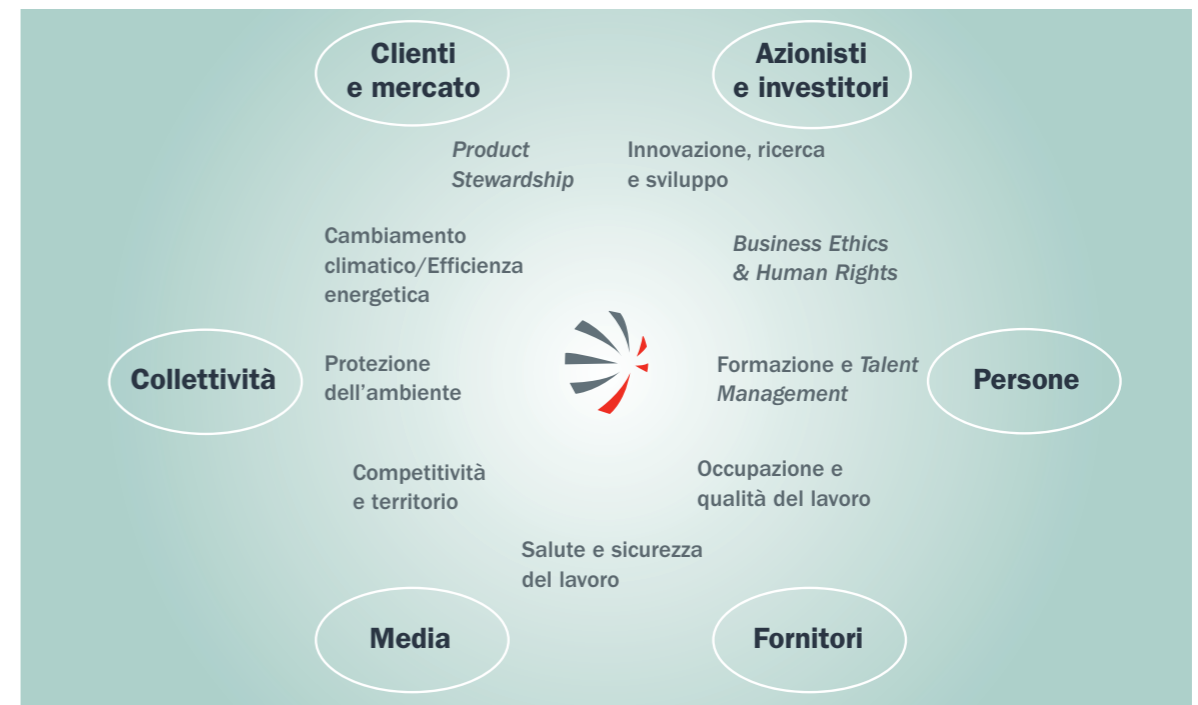 Clienti
e mercato
Azionisti
e investitori
Product
Stewardship
Innovazione, ricerca
e sviluppo
Cambiamento
climatico/Efficienza
energetica
Business Ethics
& Human Rights
Collettività
Protezione
dell'ambiente
Formazione e Talent
Management
Persone
Competitività
e territorio
Occupazione e
qualità del lavoro
Salute e sicurezza
del lavoro
Media
Fornitori